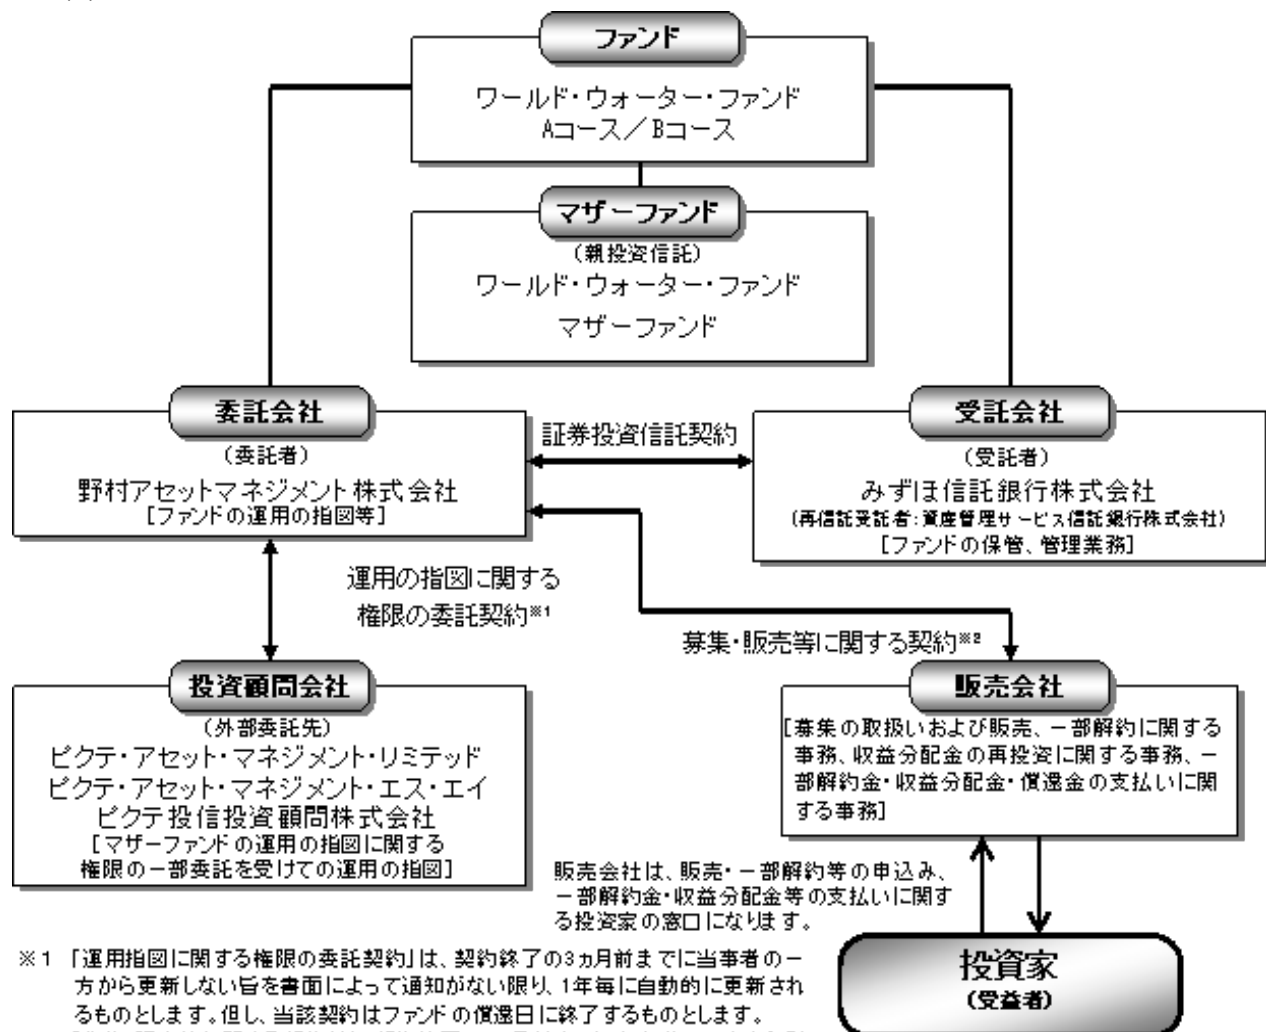 ファンド
ワールド・ウォーター・ファンド
Aコース／Bコース
マザーファンド
（親投資信託）
ワールド・ウォーター・ファンド
マザーファンド
委託会社
（委託者）
野村アセットマネジメント株式会社
［ファンドの運用の指図等］
証券投資信託契約
受託会社
（受託者）
みずほ信託銀行株式会社
（再信託受託者：資産管理サービス信託銀行株式会社）
［ファンドの保管、管理業務］
運用の指図に関する
権限の委託契約※1
募集・販売等に関する契約※2
投資顧問会社
（外部委託先）
ピクテ・アセット・マネジメント・リミテッド
ピクテ・アセット・マネジメント・エス・エイ
ピクテ投信投資顧問株式会社
［マザーファンドの運用の指図に関する
権限の一部委託を受けての運用の指図］
販売会社
［募集の取扱いおよび販売、一部解約に関する
事務、収益分配金の再投資に関する事務、一
部解約金・収益分配金・償還金の支払いに関
する事務］
販売会社は、販売・一部解約等の申込み、
一部解約金・収益分配金等の支払いに関す
る投資家の窓口になります。
投資家
（受益者）
※1 「運用指図に関する権限の委託契約」は、契約終了の3ヵ月前までに当事者の一
方から更新しない旨を書面によって通知がない限り、1年毎に自動的に更新され
るものとします。但し、当該契約はファンドの償還日に終了するものとします。